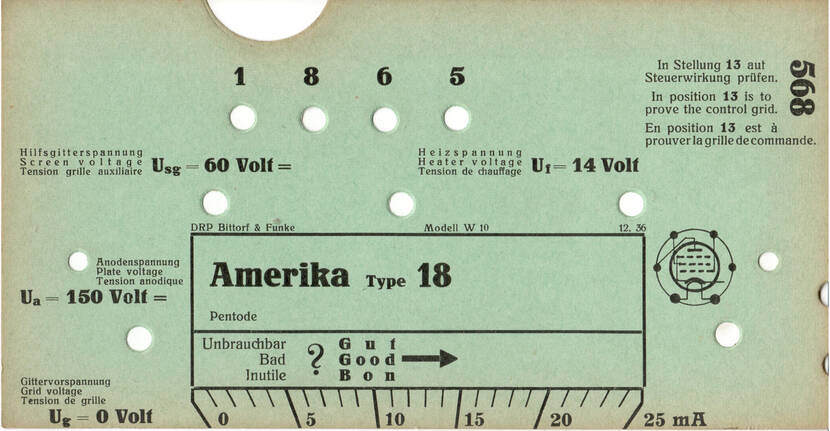 1 8 6 5
In Stellung 13 aut
Steuerwirkung prüfen.
In position 13 is to
prove the control grid.
En position 13 est à
prouver la grille de commande.
568
Hilfsgitterspannung
Screen voltage
Tension grille auxiliaire
Usg = 60 Volt =
Heizspannung
Heater voltage
Tension de chauffage
Uf = 14 Volt
DRP Bittorf & Funke Modell W 10 12. 36
Anodenspannung
Plate voltage
Tension anodique
Ua = 150 Volt =
Amerika Type 18
Pentode
Unbrauchbar ? Gut
Bad Good
Inutile Bon
Gittervorspannung
Grid voltage
Tension de grille
Ug = 0 Volt
0 5 10 15 20 25 mA